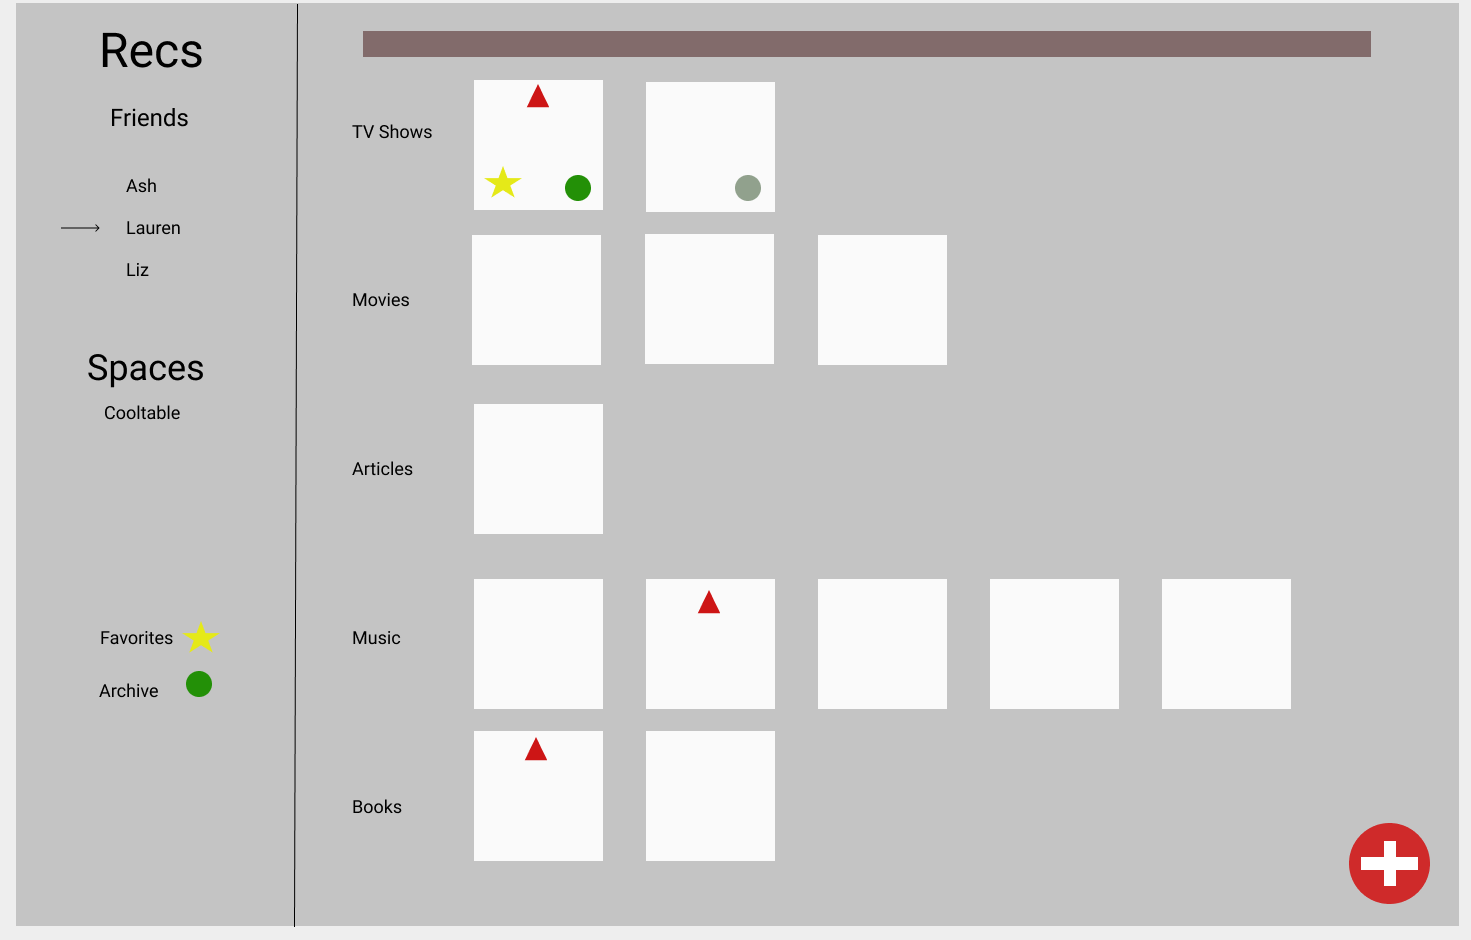 Recs
Friends
Ash
Lauren
Liz
Spaces
Cooltable
Favorites
Archive
TV Shows
Movies
Articles
Music
Books